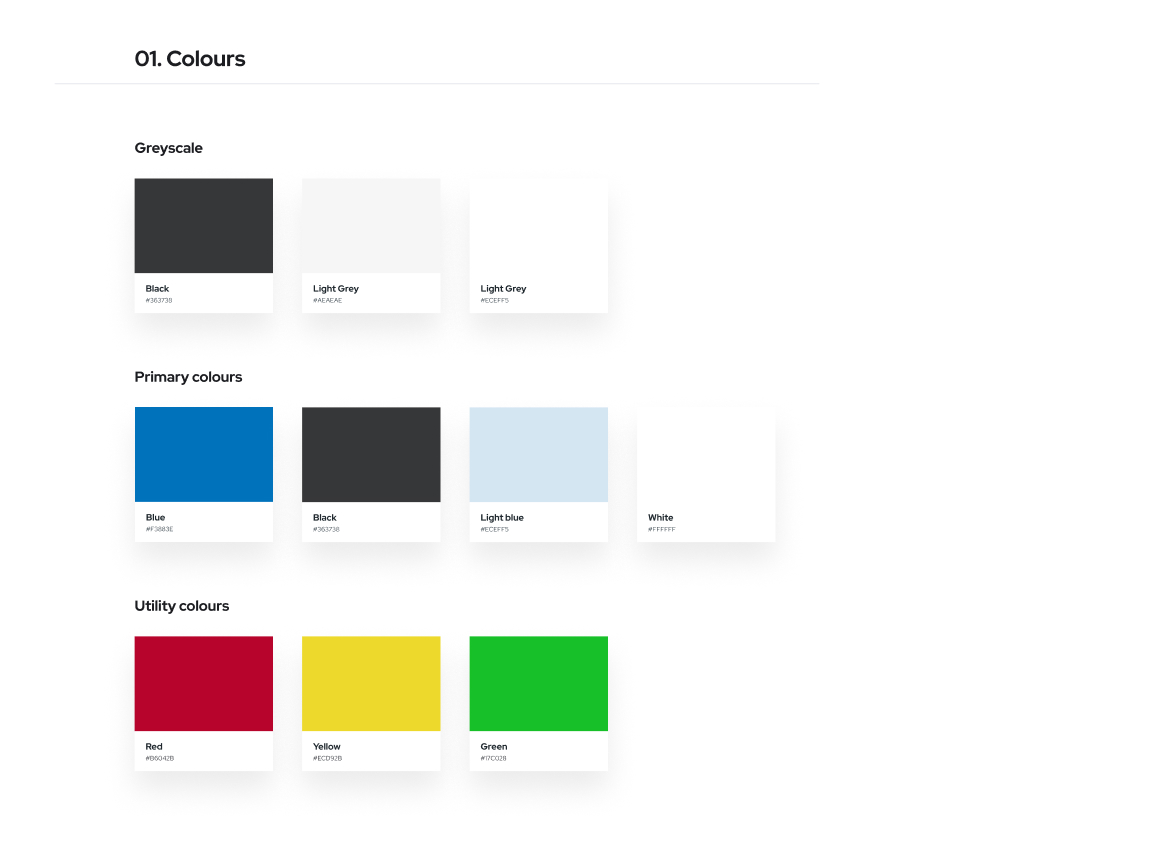 01. Colours
Greyscale
Black
#363738
Light Grey
#AEAEAE
Light Grey
#ECEFF5
Primary colours
Blue
#F3883E
Black
#363738
Light blue
#ECEFF5
White
#FFFFFF
Utility colours
Red
#B6042B
Yellow
#ECD92B
Green
#17C028